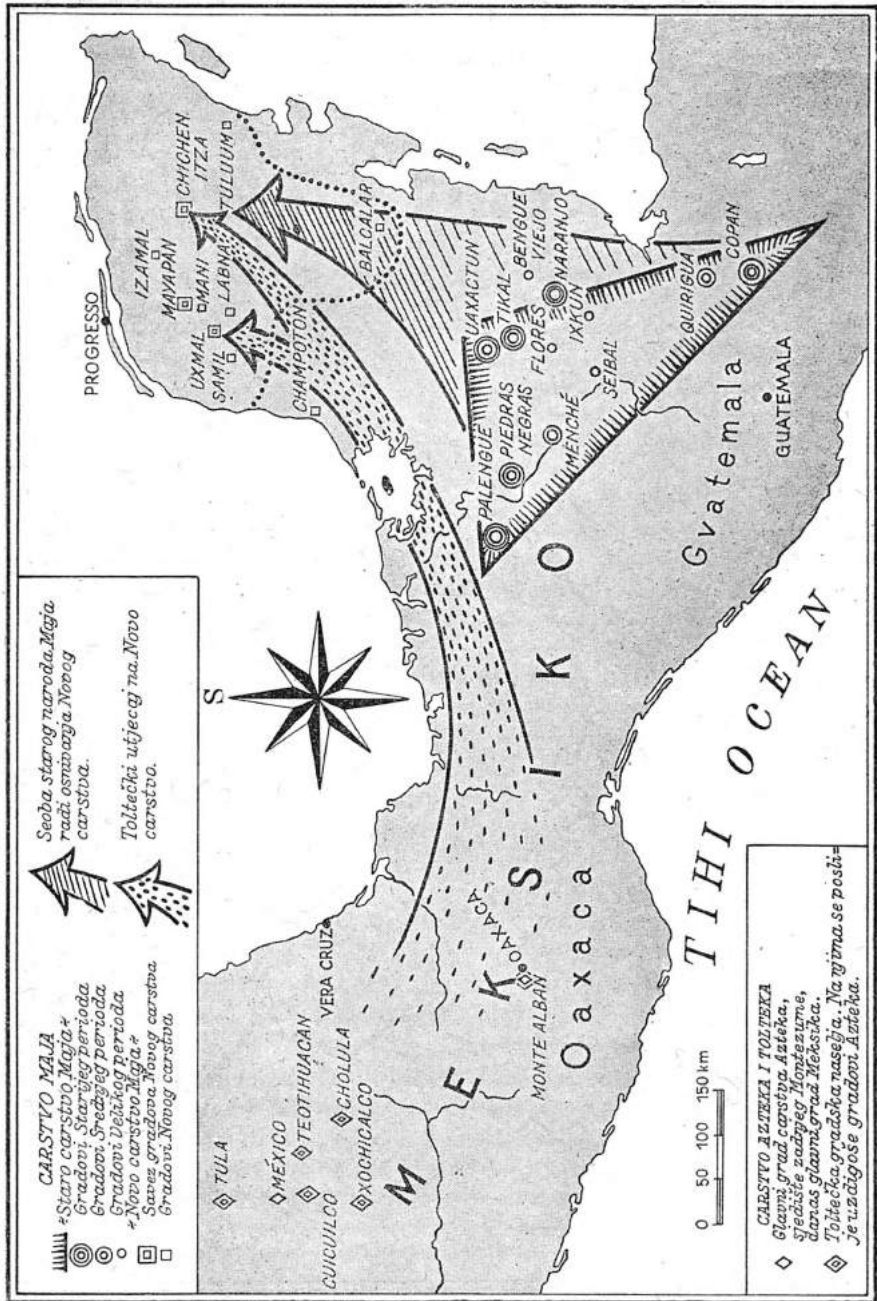 CARSTVO MAJA
"Staro carstvo Maja"
Gradovi Starijeg perioda
Gradovi Srednjeg perioda
Gradovi Velikog perioda
"Novo carstvo Maja"
Savez gradova Novog carstva
Gradovi Novog carstva
Seoba starog naroda Maja
radi osnivanja Novog
carstva.
Toltečki utjecaj na Novo
carstvo.
S
PROGRESSO
IZAMAL
MAYAPÁN
MANI
LABNA
UXMAL
SAMIL
CHAMPOTÓN
CHICHEN
ITZA
TULUUM
BALCALAR
UAXACTUN
TIKAL
BENGUE
VIEJO
NARANJO
FLORES
IXKUN
SEIBAL
PALENGUE
PIEDRAS
NEGRAS
MENCHÉ
QUIRIGUA
COPAN
Gvatemala
GUATEMALA
TULA
MÉXICO
TEOTIHUACAN
CUICUILCO
CHOLULA
XOCHICALCO
VERA CRUZ
MONTE ALBAN
OAXACA
Oaxaca
MEKSIKO
TIHI OCEAN
0 50 100 150 km
CARSTVO AZTEKA I TOLTEKA
Glavni grad carstva Azteka,
sjedište zadnjeg Montezume,
danas glavni grad Meksika.
Toltečka gradska naselja. Na njima se posli=
je uzdigoše gradovi Azteka.